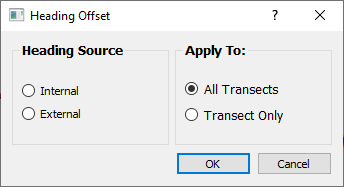 Heading Offset
Heading Source
Internal
External
Apply To:
All Transects
Transect Only
OK
Cancel